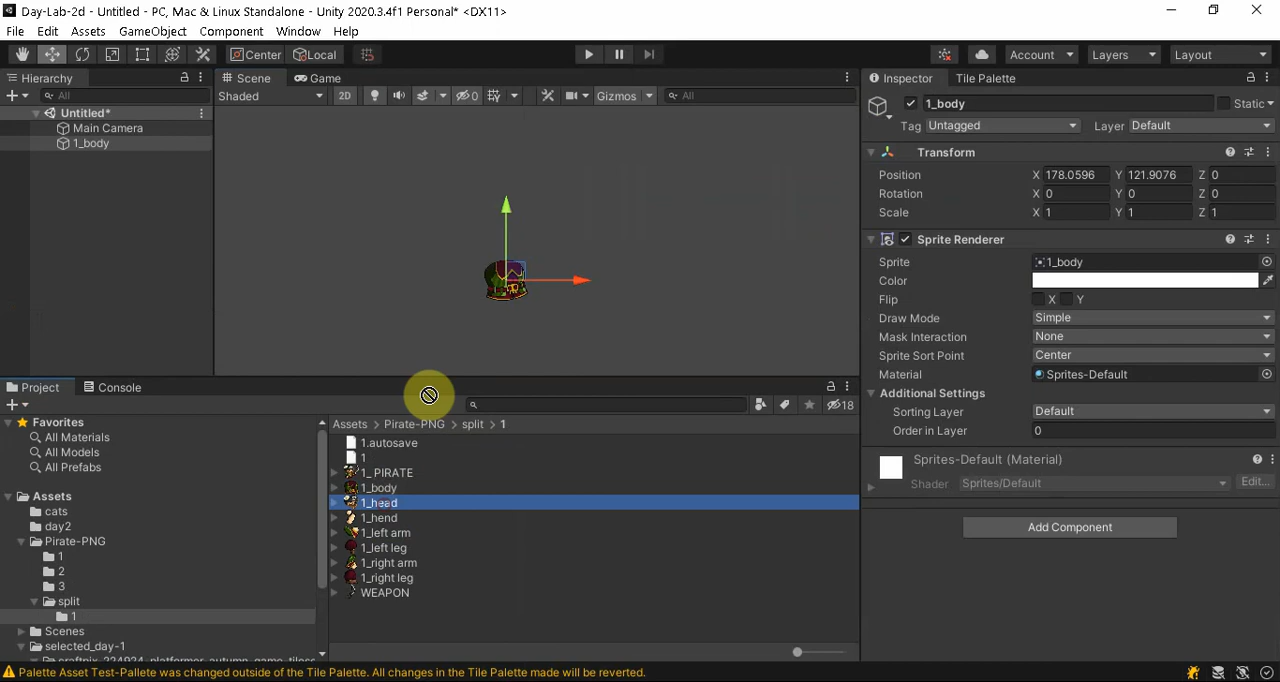 Day-Lab-2d - Untitled - PC, Mac & Linux Standalone - Unity 2020.3.4f1 Personal* <DX11>
File Edit Assets GameObject Component Window Help
Center Local Account Layers Layout
Hierarchy Scene Game Inspector Tile Palette
All Shaded 2D 0 Gizmos All 1_body Static
Untitled*
Main Camera
1_body
Tag Untagged Layer Default
Transform
Position X 178.0596 Y 121.9076 Z 0
Rotation X 0 Y 0 Z 0
Scale X 1 Y 1 Z 1
Sprite Renderer
Sprite 1_body
Color
Flip X Y
Draw Mode Simple
Mask Interaction None
Sprite Sort Point Center
Material Sprites-Default
Additional Settings
Sorting Layer Default
Order in Layer 0
Sprites-Default (Material)
Shader Sprites/Default Edit...
Add Component
Project Console
18
Favorites
All Materials
All Models
All Prefabs
Assets
cats
day2
Pirate-PNG
1
2
3
split
1
Scenes
selected_day-1
Assets > Pirate-PNG > split > 1
1.autosave
1
1_ PIRATE
1_body
1_head
1_hend
1_left arm
1_left leg
1_right arm
1_right leg
WEAPON
Palette Asset Test-Pallete was changed outside of the Tile Palette. All changes in the Tile Palette made will be reverted.